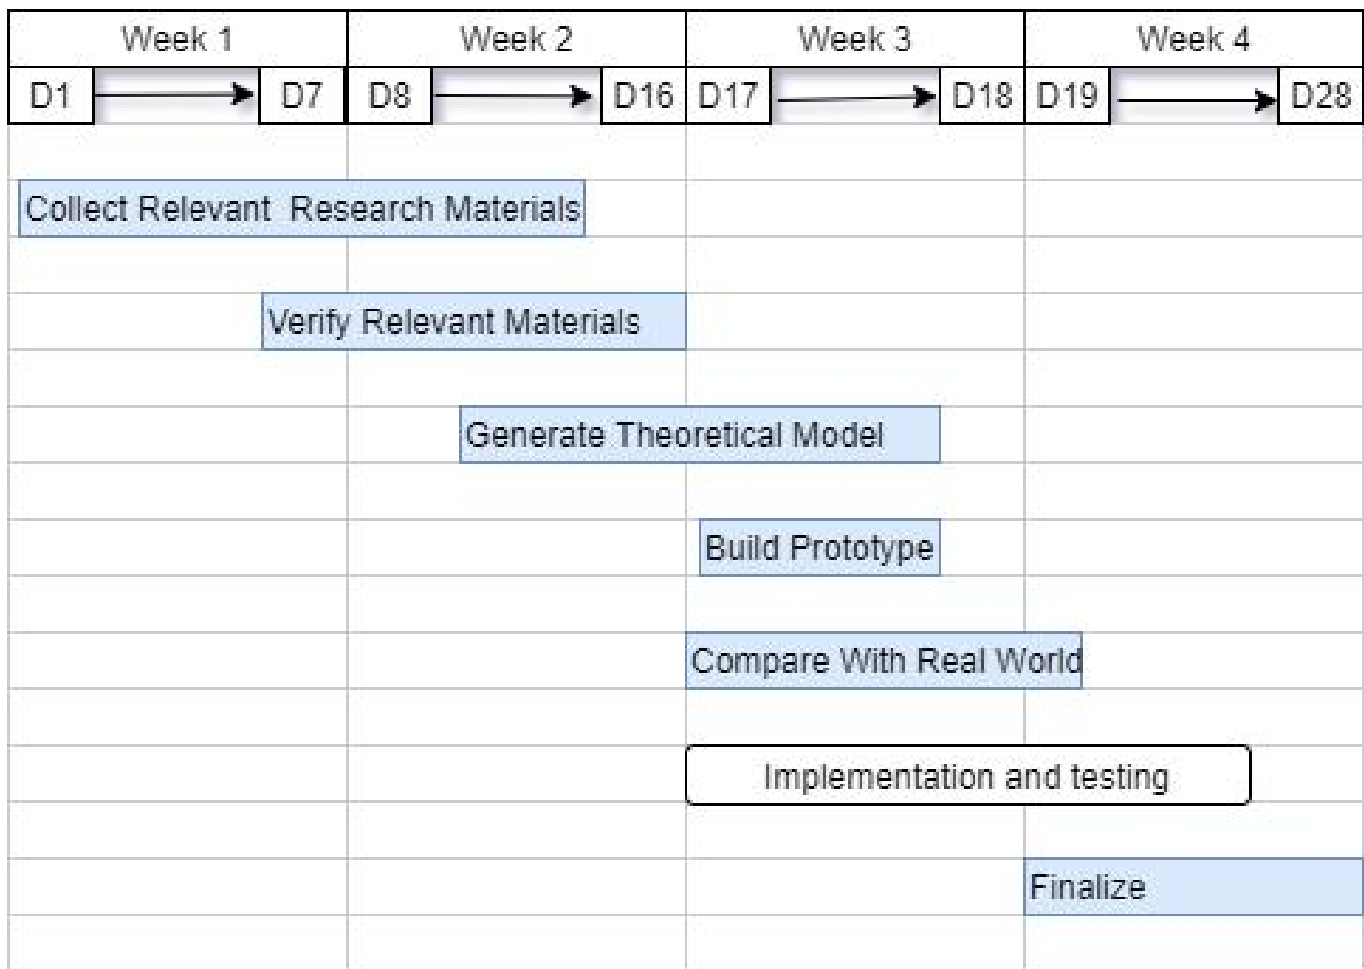 Week 1 Week 2 Week 3 Week 4
D1 D7 D8 D16 D17 D18 D19 D28
Collect Relevant  Research Materials
Verify Relevant Materials
Generate Theoretical Model
Build Prototype
Compare With Real World
Implementation and testing
Finalize